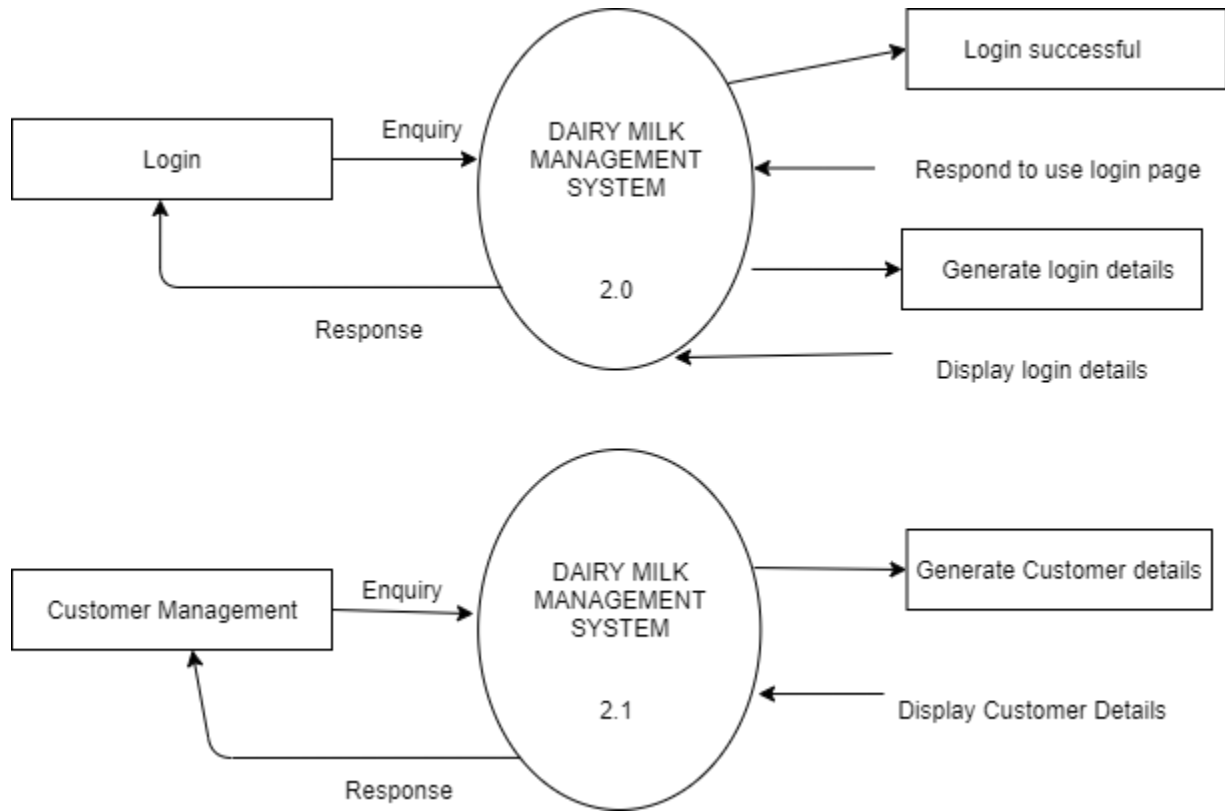 Login successful
Enquiry
DAIRY MILK
MANAGEMENT
SYSTEM
Login
Respond to use login page
Generate login details
2.0
Response
Display login details
Generate Customer details
Enquiry
DAIRY MILK
MANAGEMENT
SYSTEM
Customer Management
2.1
Display Customer Details
Response